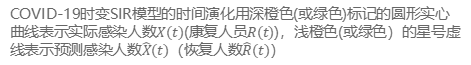 COVID-19时变SIR模型的时间演化用深橙色(或绿色)标记的圆形实心
曲线表示实际感染人数X(t)(康复人员R(t))，浅橙色(或绿色）的星号虚
线表示预测感染人数X̂(t)（恢复人数R̂(t)）